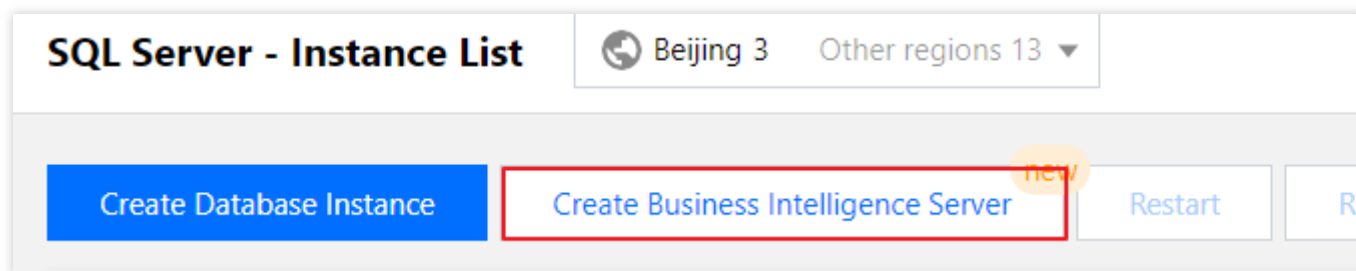 SQL Server - Instance List Beijing 3 Other regions 13
new
Create Database Instance Create Business Intelligence Server Restart R